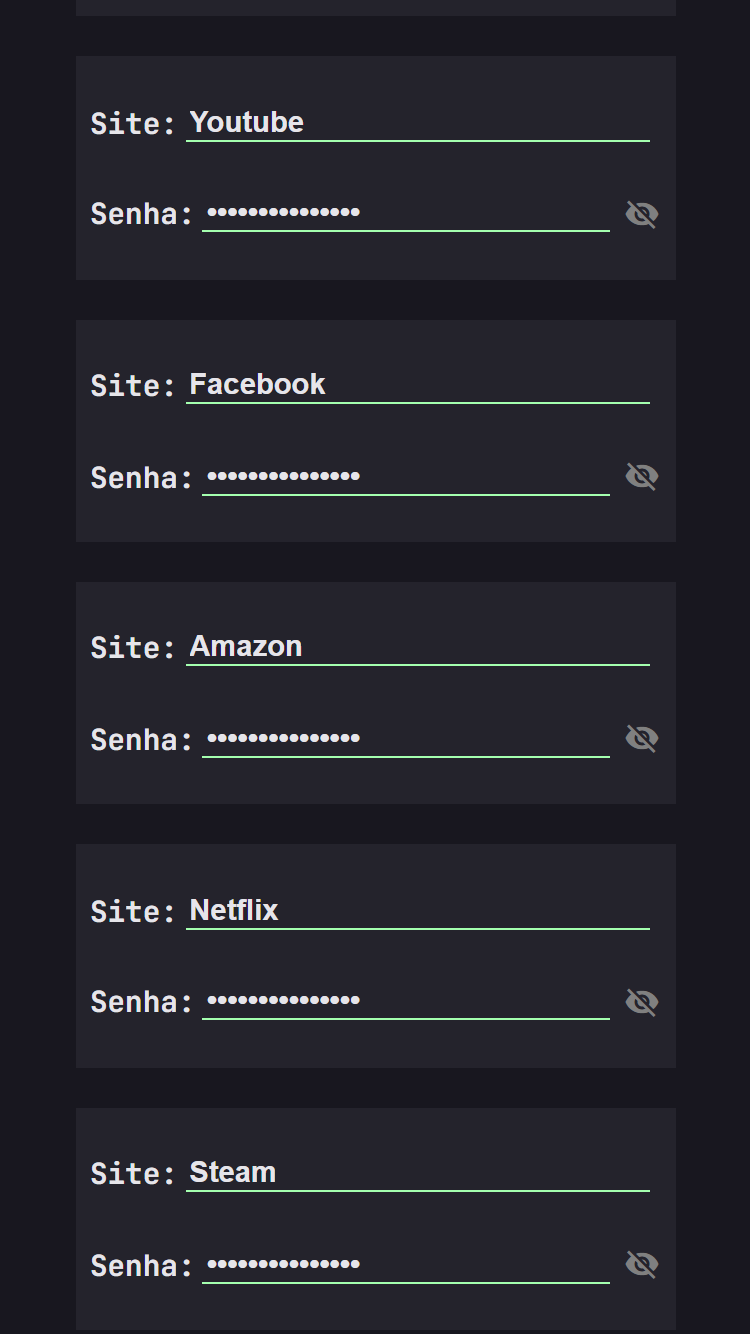 Site: Youtube
Senha: •••••••••••••••
Site: Facebook
Senha: •••••••••••••••
Site: Amazon
Senha: •••••••••••••••
Site: Netflix
Senha: •••••••••••••••
Site: Steam
Senha: •••••••••••••••